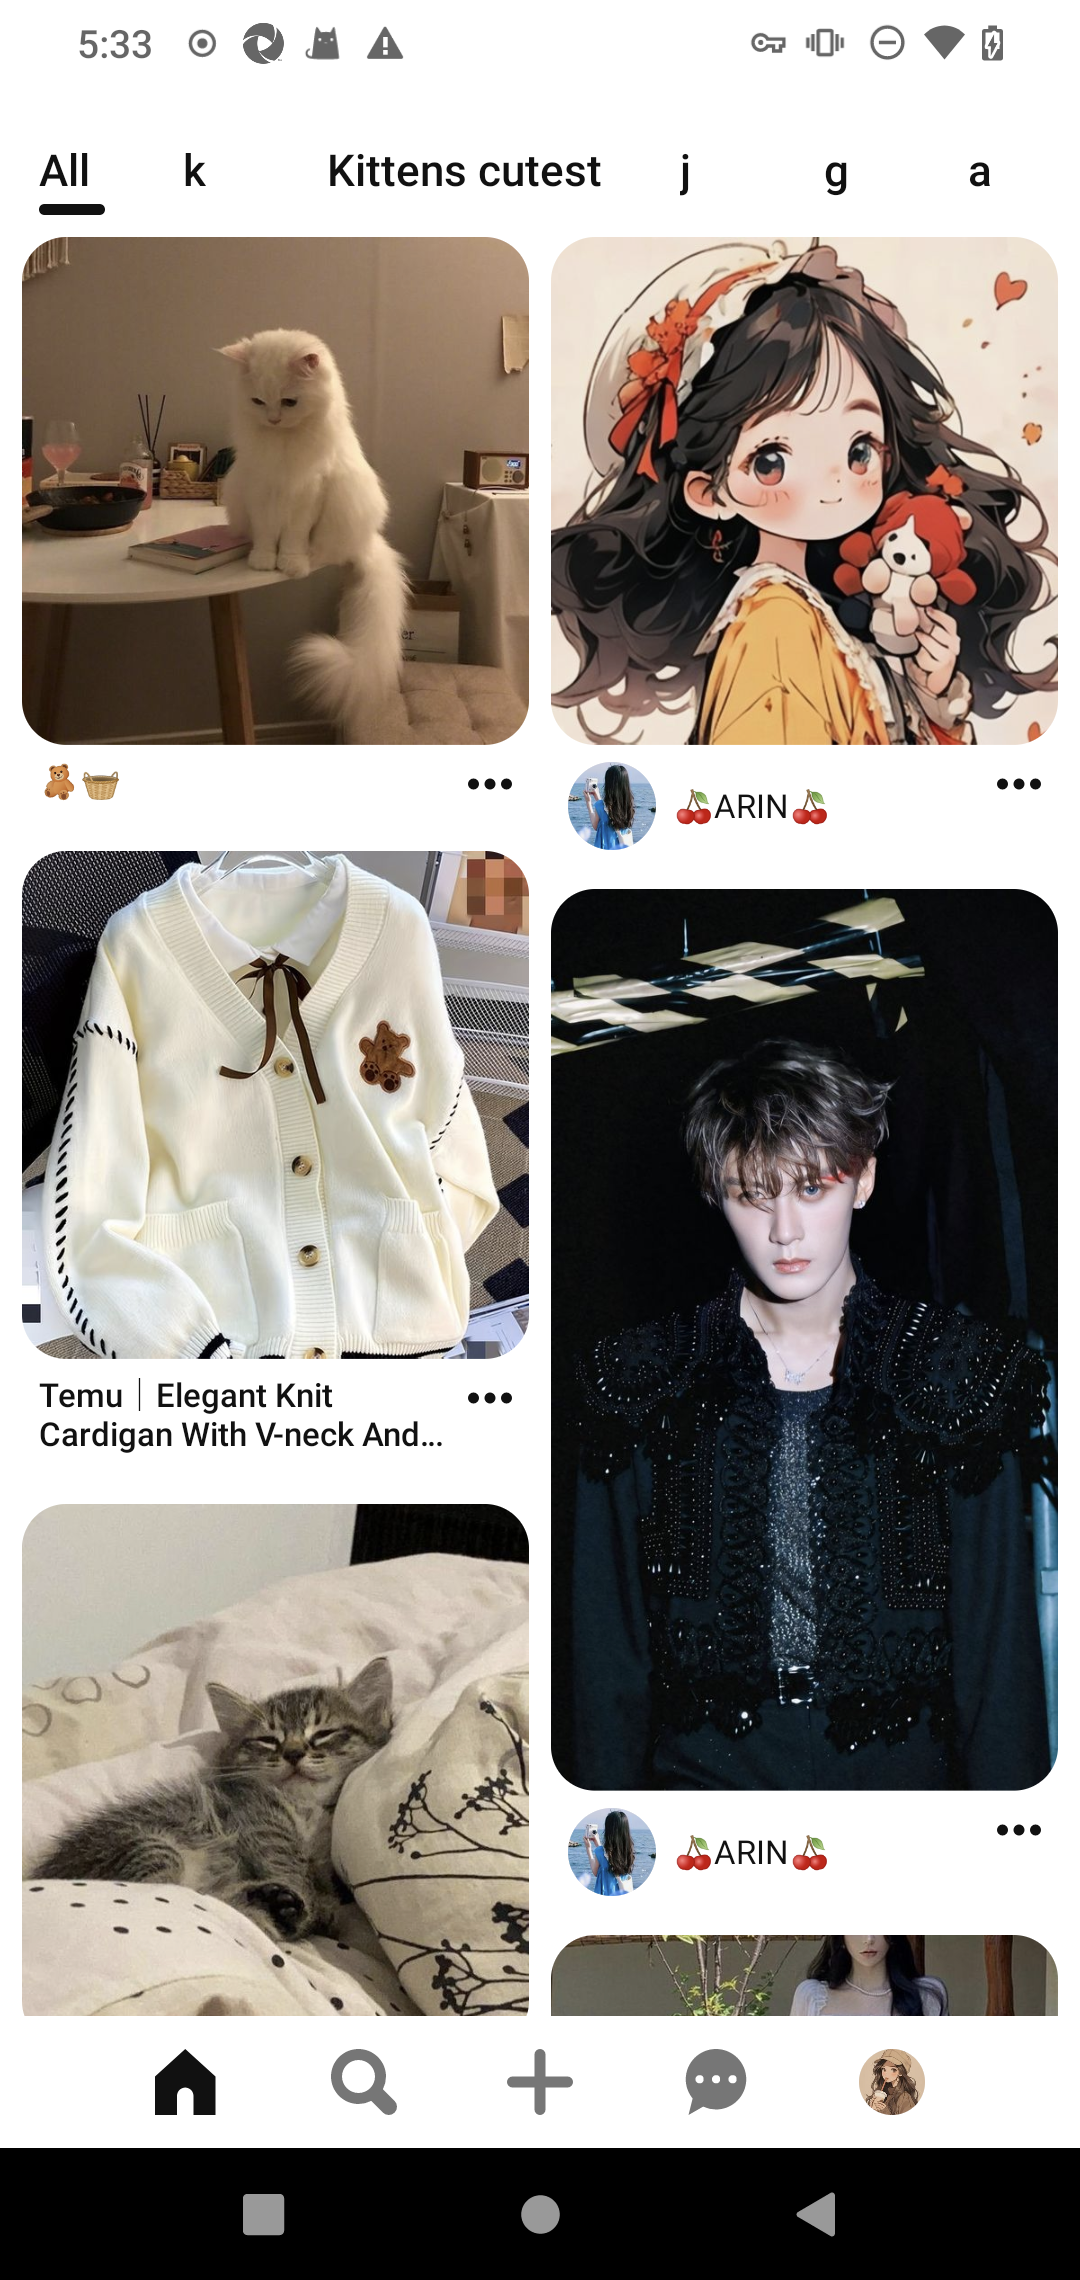 5:33
All k Kittens cutest j g a
🧸🧺
🍒ARIN🍒
Temu | Elegant Knit
Cardigan With V-neck And...
🍒ARIN🍒